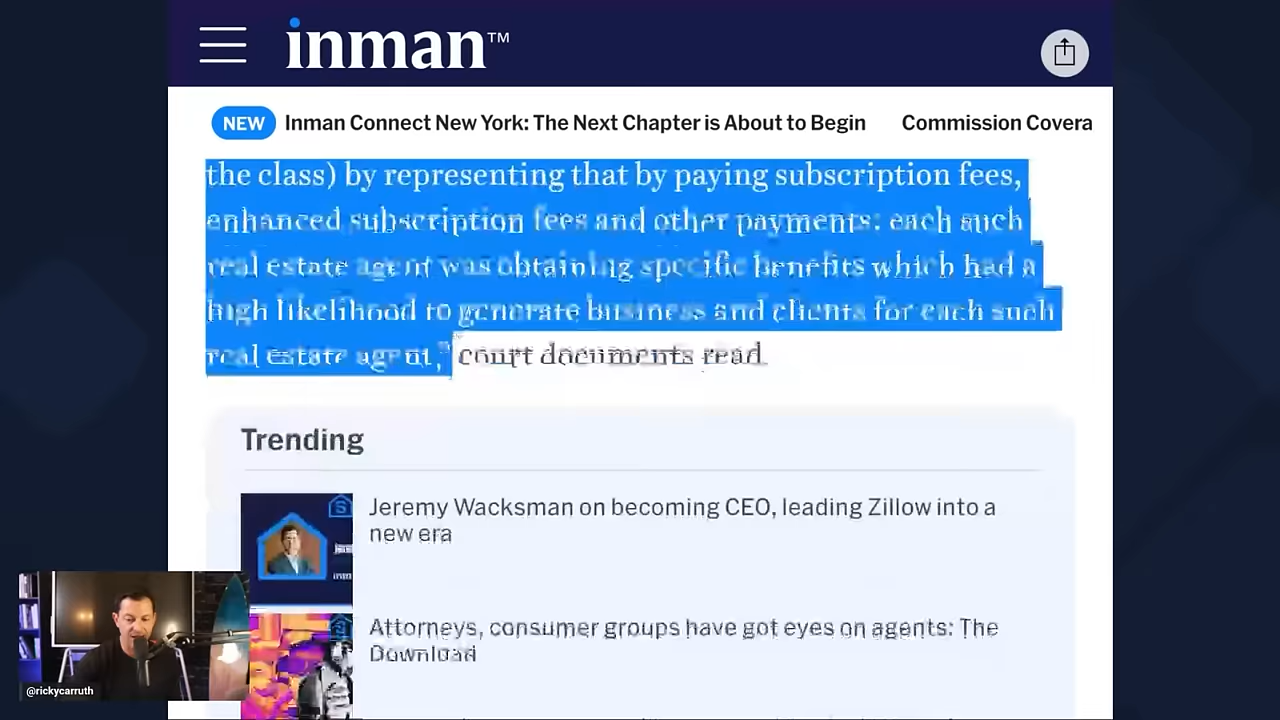 inman™
NEW Inman Connect New York: The Next Chapter is About to Begin Commission Covera
the class) by representing that by paying subscription fees,
enhanced subscription fees and other payments: each such
real estate agent was obtaining specific benefits which had a
high likelihood to generate business and clients for each such
real estate agent," court documents read.
Trending
Jeremy Wacksman on becoming CEO, leading Zillow into a
new era
Attorneys, consumer groups have got eyes on agents: The
Download
@rickycarruth